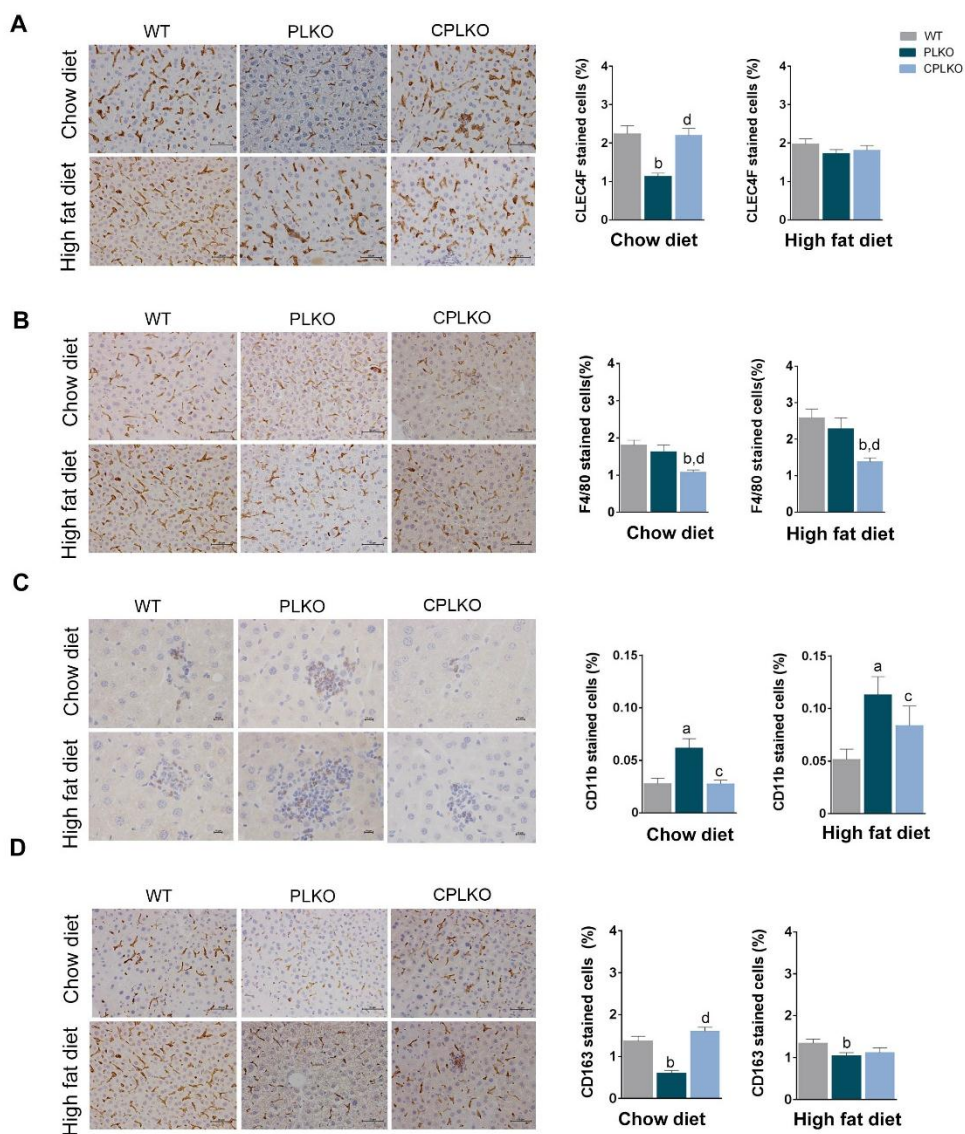 A
WT PLKO CPLKO
Chow diet
High fat diet
CLEC4F stained cells (%)
4
3
2
1
0
b
d
Chow diet
CLEC4F stained cells (%)
4
3
2
1
0
High fat diet
WT
PLKO
CPLKO
B
WT PLKO CPLKO
Chow diet
High fat diet
F4/80 stained cells(%)
4
3
2
1
0
b,d
Chow diet
F4/80 stained cells (%)
4
3
2
1
0
b,d
High fat diet
C
WT PLKO CPLKO
Chow diet
High fat diet
CD11b stained cells (%)
0.15
0.10
0.05
0
a
c
Chow diet
CD11b stained cells (%)
0.15
0.10
0.05
0
a
c
High fat diet
D
WT PLKO CPLKO
Chow diet
High fat diet
CD163 stained cells (%)
4
3
2
1
0
b
d
Chow diet
CD163 stained cells (%)
4
3
2
1
0
b
High fat diet